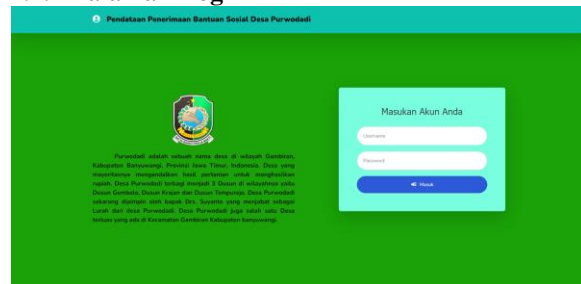 Pendataan Penerimaan Bantuan Sosial Desa Purwodadi
Masukan Akun Anda
Username
Password
Masuk
Purwodadi adalah sebuah nama desa di wilayah Gambiran,
Kabupaten Banyuwangi, Provinsi Jawa Timur, Indonesia. Desa yang
mayoritasnya mengandalkan hasil pertanian untuk menghasilkan
rupiah. Desa Purwodadi terbagi menjadi 3 Dusun di wilayahnya yaitu
Dusun Gembolo, Dusun Krajan dan Dusun Tempurejo. Desa Purwodadi
sekarang dipimpin oleh bapak Drs. Suyanto yang menjabat sebagai
Lurah dari desa Purwodadi. Desa Purwodadi juga salah satu Desa
terluas yang ada di Kecamatan Gambiran Kabupaten banyuwangi.